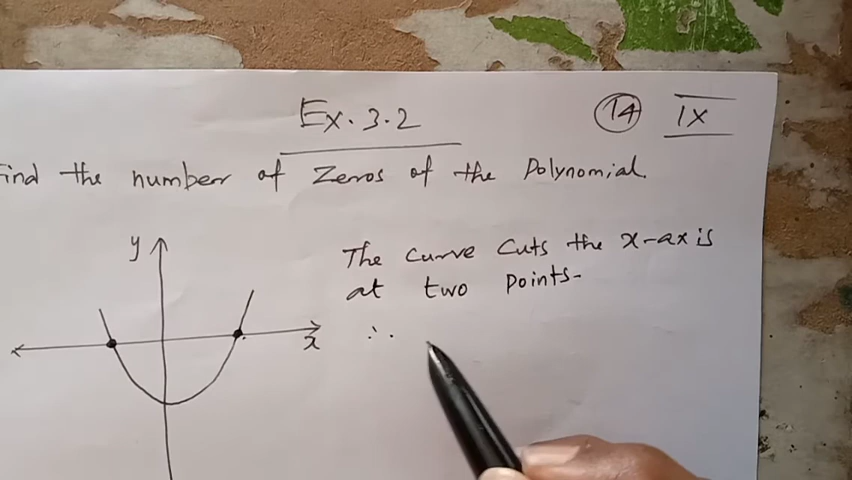 Ex. 3.2
14 IX
Find the number of Zeros of the Polynomial.
y
The curve cuts the x-axis is
at two points-
∴
x